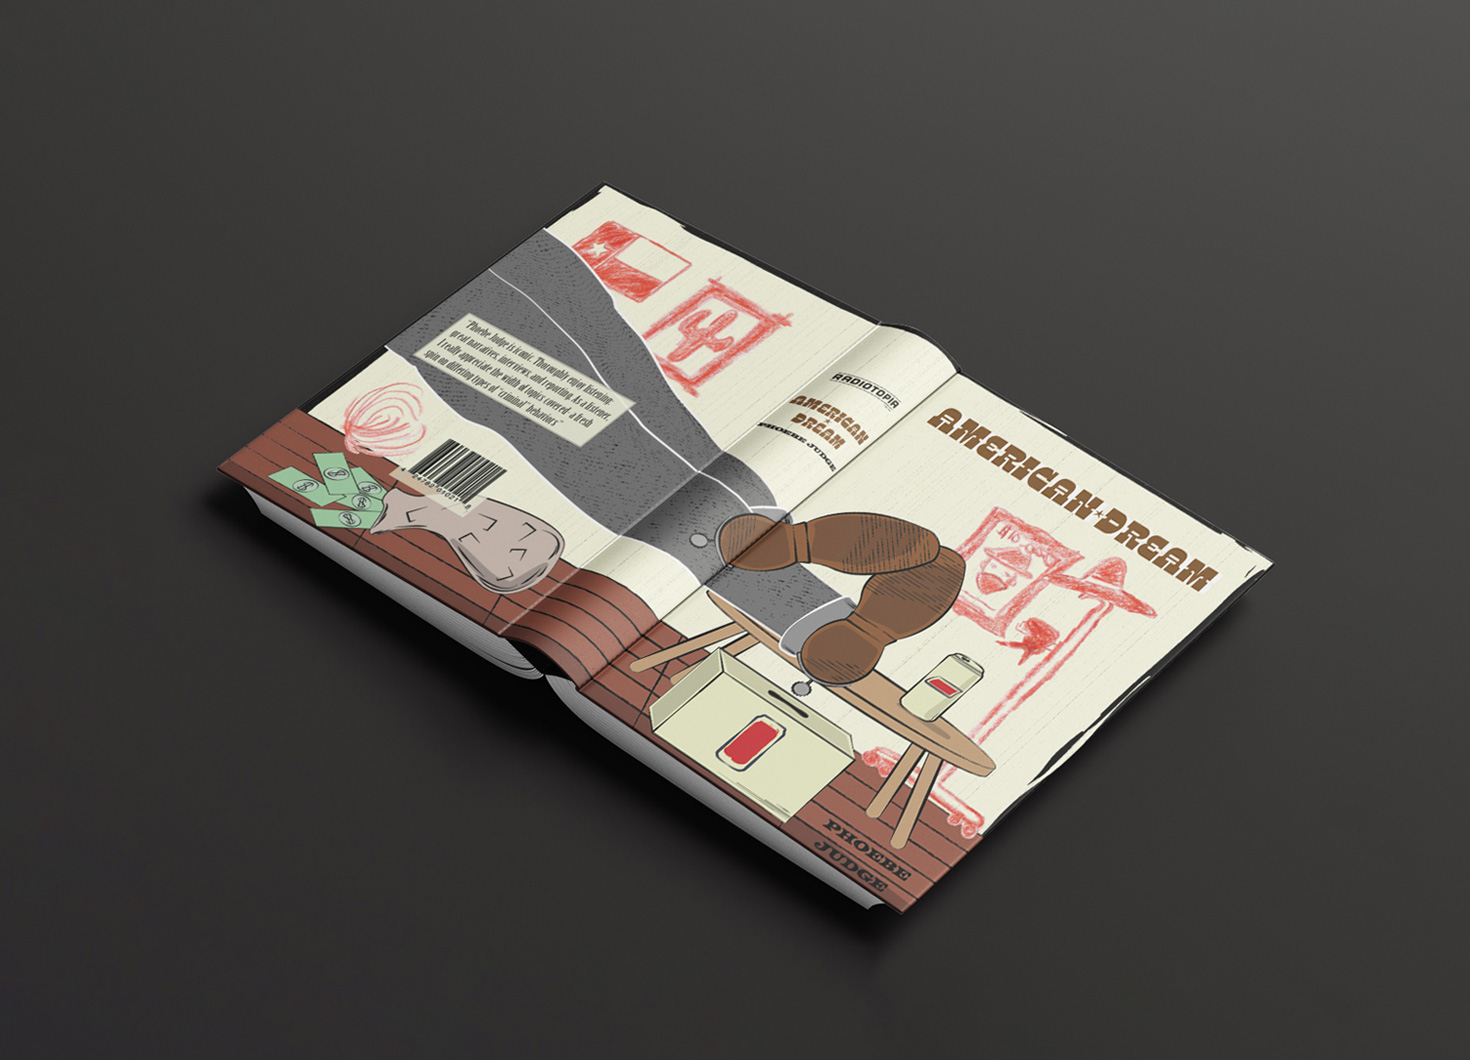 "Phoebe Judge is iconic. Thoroughly enjoy listening,
great narratives, interviews, and reporting. As a listener,
I really appreciate the width of topics covered- a fresh
spin on differing types of "criminal" behaviors"
RADIOTOPIA
AMERICAN
DREAM
PHOEBE JUDGE
AMERICAN★DREAM
Ah-ha
PHOEBE
JUDGE